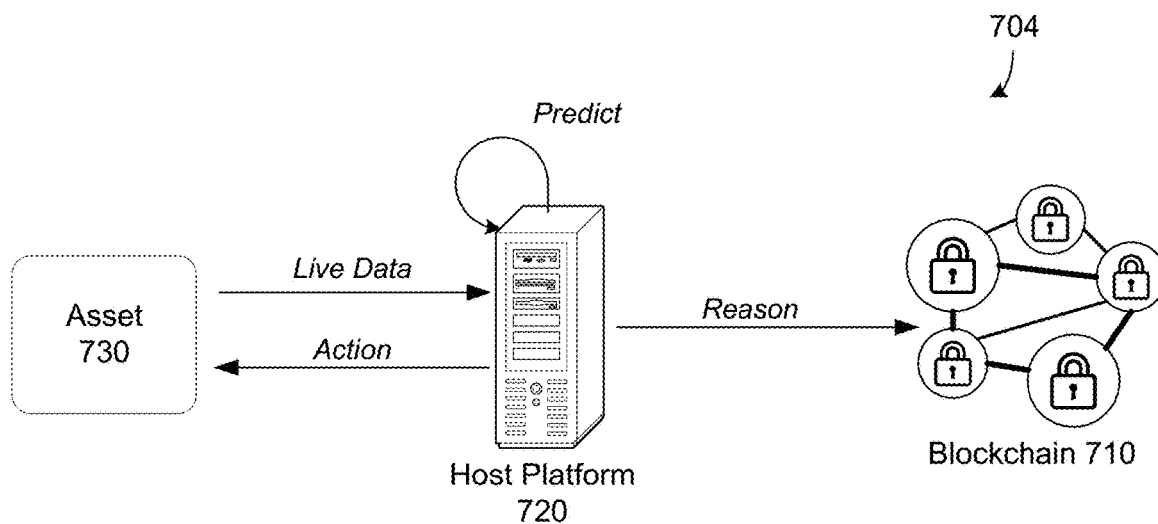 704
Predict
Live Data
Asset
730
Action
Reason
Host Platform
720
Blockchain 710